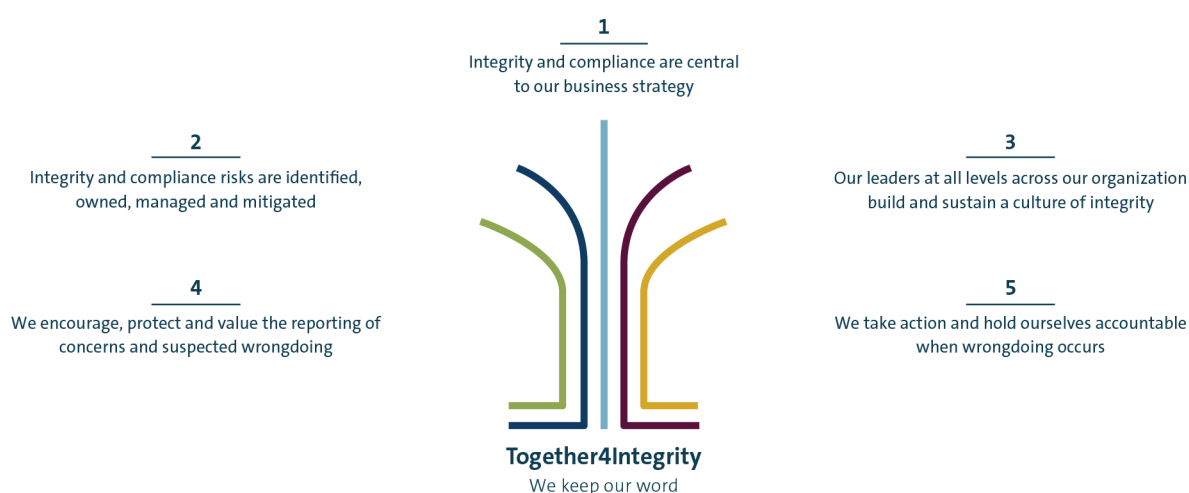 1
Integrity and compliance are central
to our business strategy
2
Integrity and compliance risks are identified,
owned, managed and mitigated
3
Our leaders at all levels across our organization
build and sustain a culture of integrity
4
We encourage, protect and value the reporting of
concerns and suspected wrongdoing
5
We take action and hold ourselves accountable
when wrongdoing occurs
Together4Integrity
We keep our word